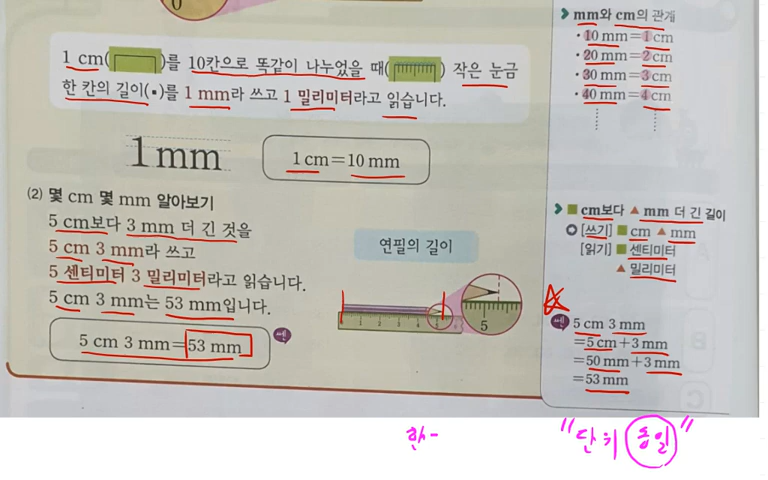 0
1 cm( )를 10칸으로 똑같이 나누었을 때( ) 작은 눈금
한 칸의 길이(•)를 1 mm라 쓰고 1 밀리미터라고 읽습니다.
1mm
1 cm=10 mm
(2) 몇 cm 몇 mm 알아보기
5 cm보다 3 mm 더 긴 것을
5 cm 3 mm라 쓰고
5 센티미터 3 밀리미터라고 읽습니다.
5 cm 3 mm는 53 mm입니다.
5 cm 3 mm=53 mm
연필의 길이
5
mm와 cm의 관계
· 10 mm=1 cm
· 20 mm=2 cm
· 30 mm=3 cm
· 40 mm=4 cm
■ cm보다 ▲ mm 더 긴 길이
[쓰기] ■ cm ▲ mm
[읽기] ■ 센티미터
▲ 밀리미터
5 cm 3 mm
=5 cm+3 mm
=50 mm+3 mm
=53 mm
한-
"단위 통일"